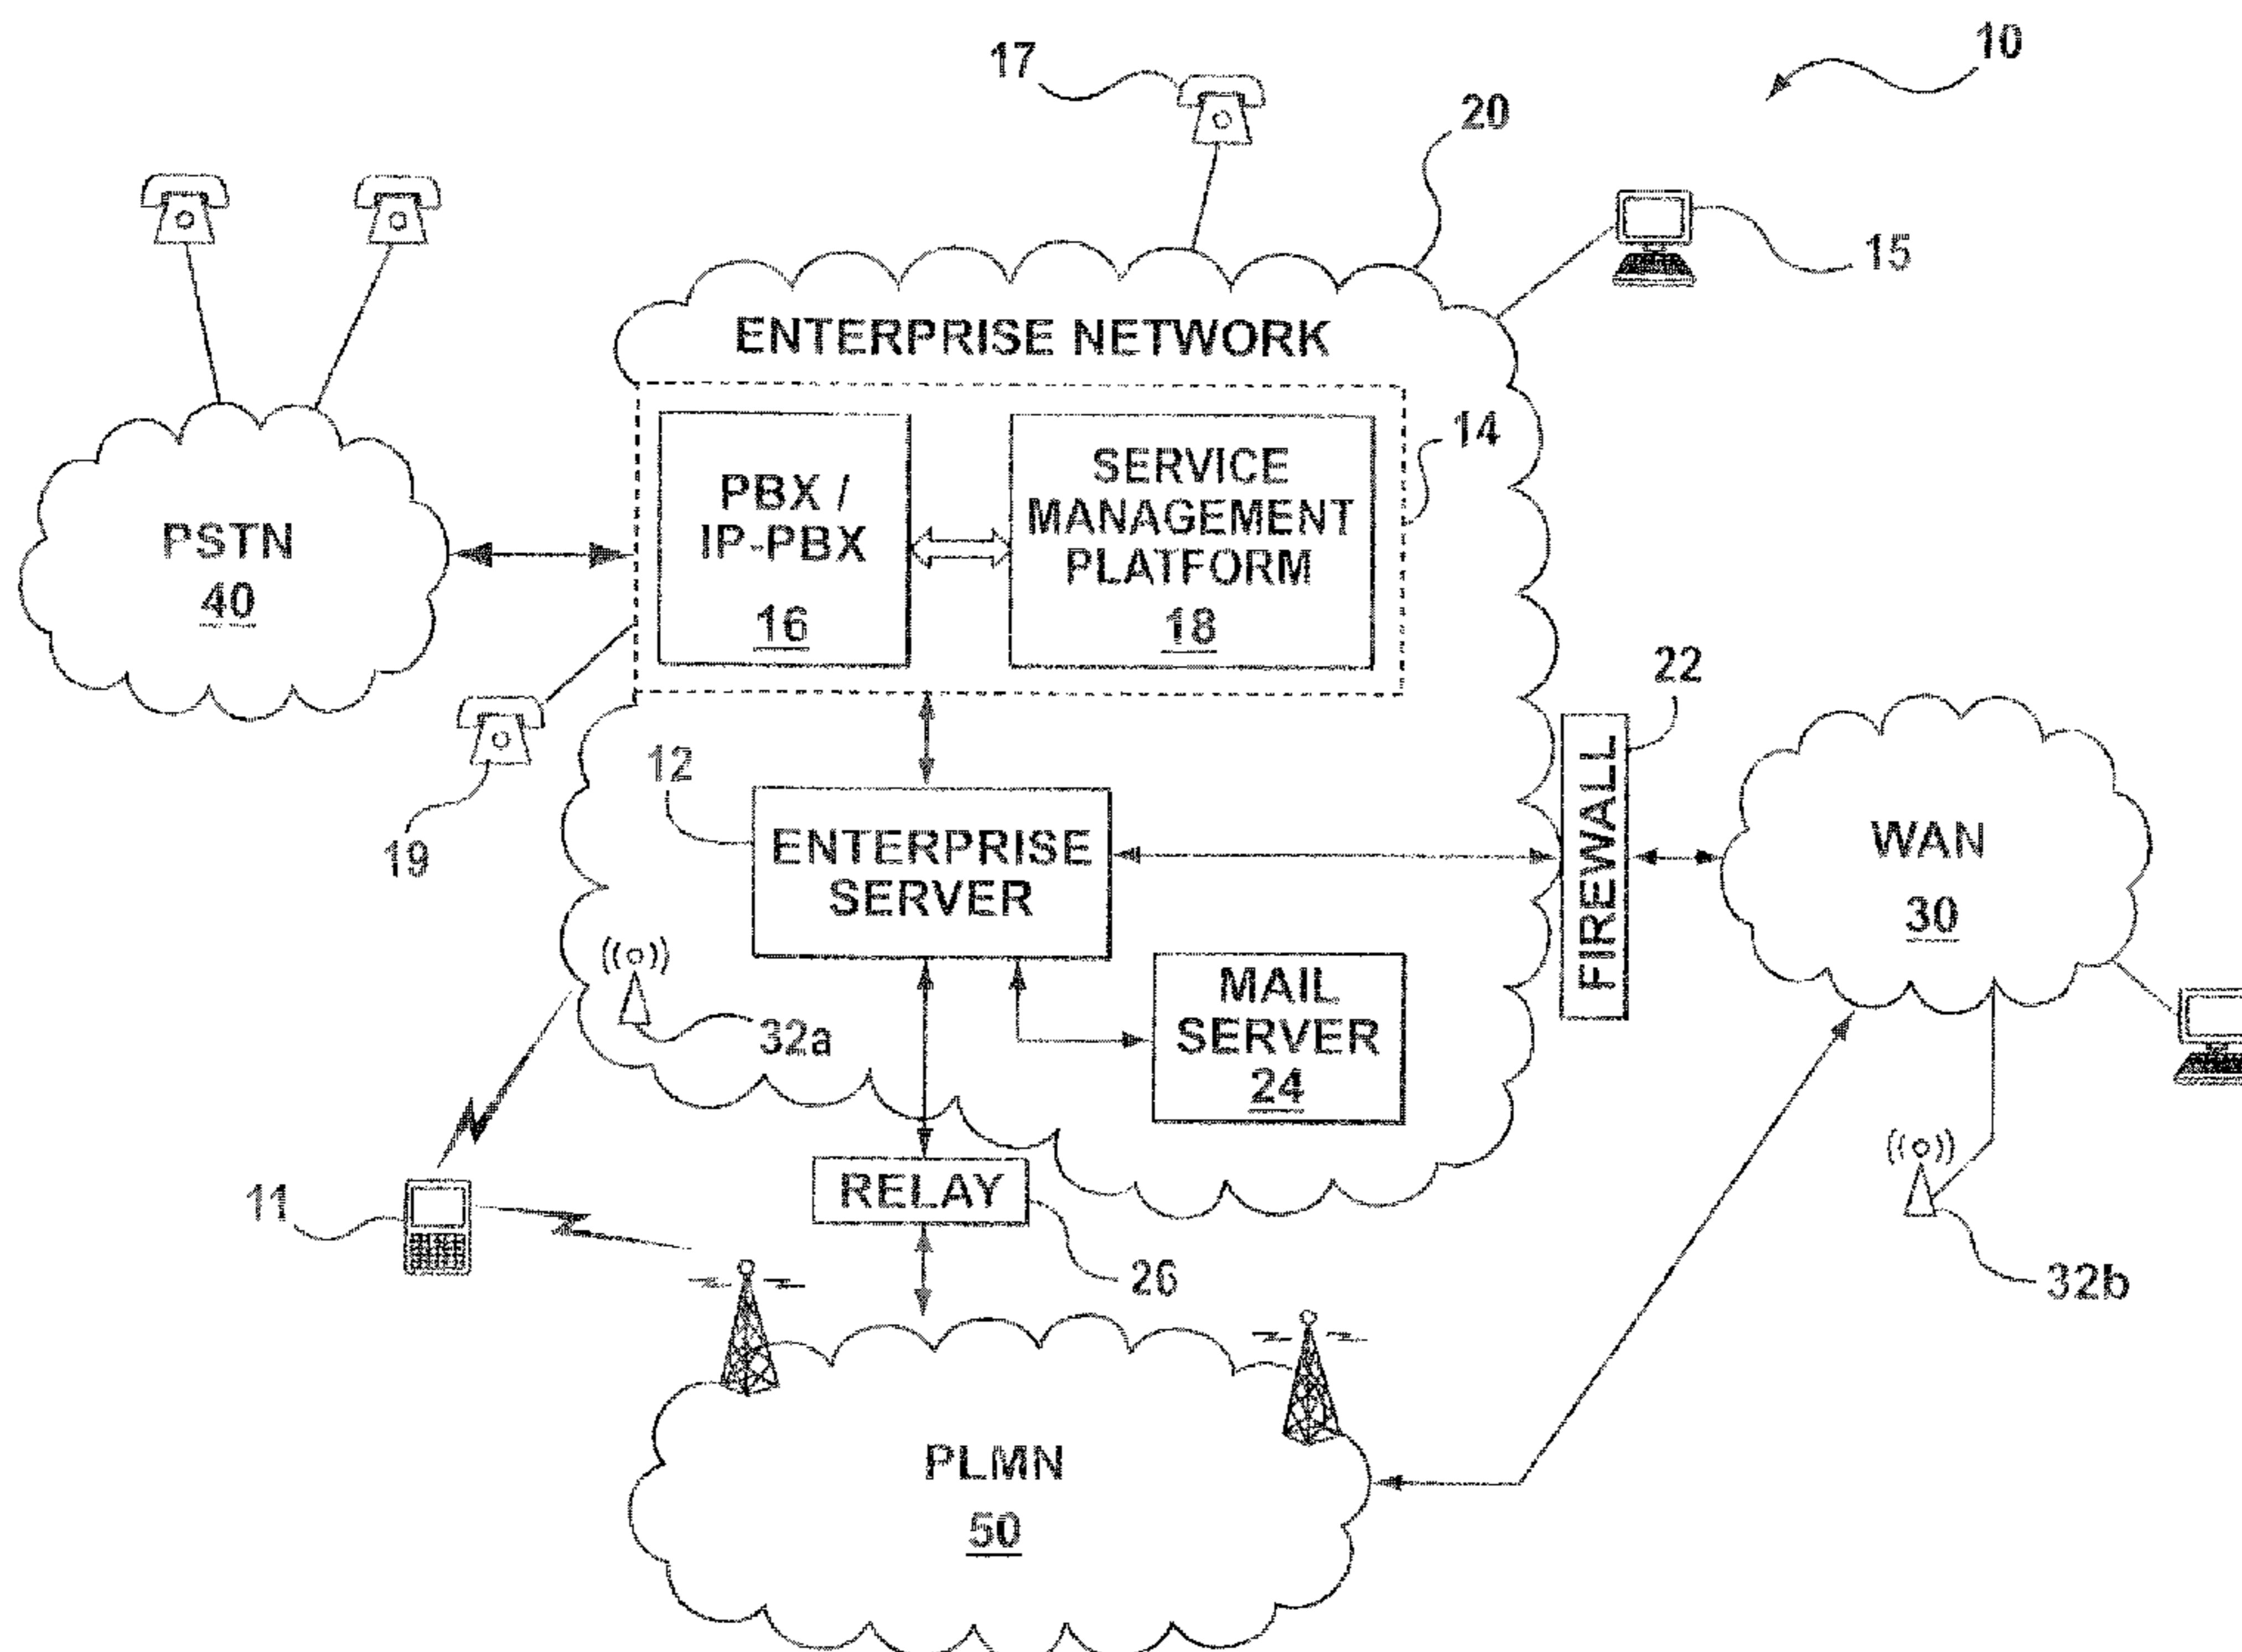 10
17
20
15
ENTERPRISE NETWORK
14
PBX /
IP-PBX
16
SERVICE
MANAGEMENT
PLATFORM
18
PSTN
40
22
19
12
ENTERPRISE
SERVER
FIREWALL
WAN
30
32a
MAIL
SERVER
24
11
RELAY
26
32b
PLMN
50